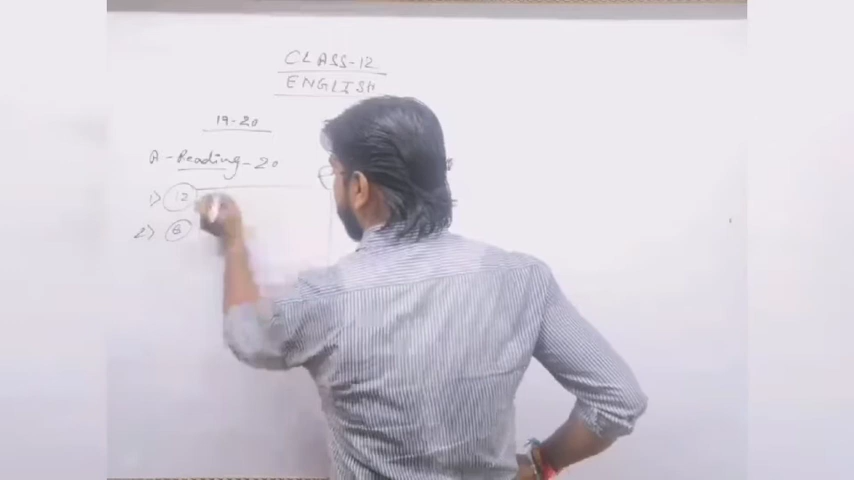 CLASS-12
ENGLISH
19-20
A-Reading-20
1> 12
2> 8